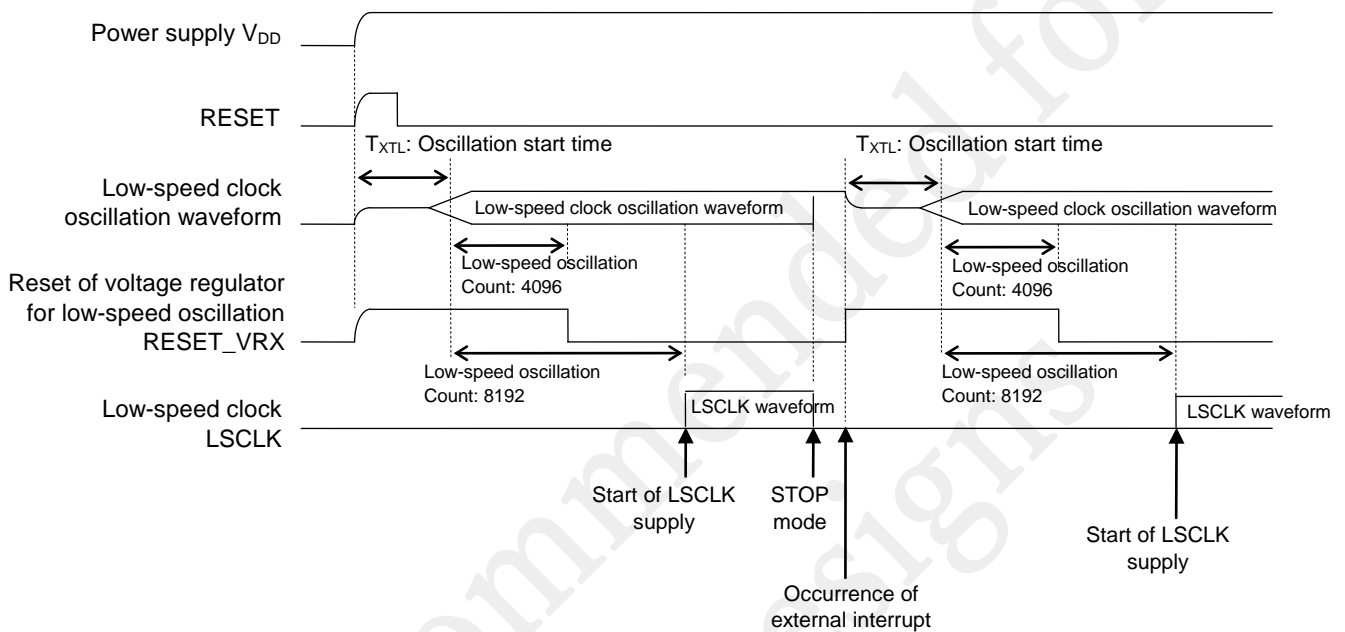 Power supply VDD
RESET
TXTL: Oscillation start time
TXTL: Oscillation start time
Low-speed clock
oscillation waveform
Low-speed clock oscillation waveform
Low-speed clock oscillation waveform
Low-speed oscillation
Count: 4096
Low-speed oscillation
Count: 4096
Reset of voltage regulator
for low-speed oscillation
RESET_VRX
Low-speed oscillation
Count: 8192
Low-speed oscillation
Count: 8192
Low-speed clock
LSCLK
LSCLK waveform
LSCLK waveform
Start of LSCLK
supply
STOP
mode
Start of LSCLK
supply
Occurrence of
external interrupt
ommended for
esigns